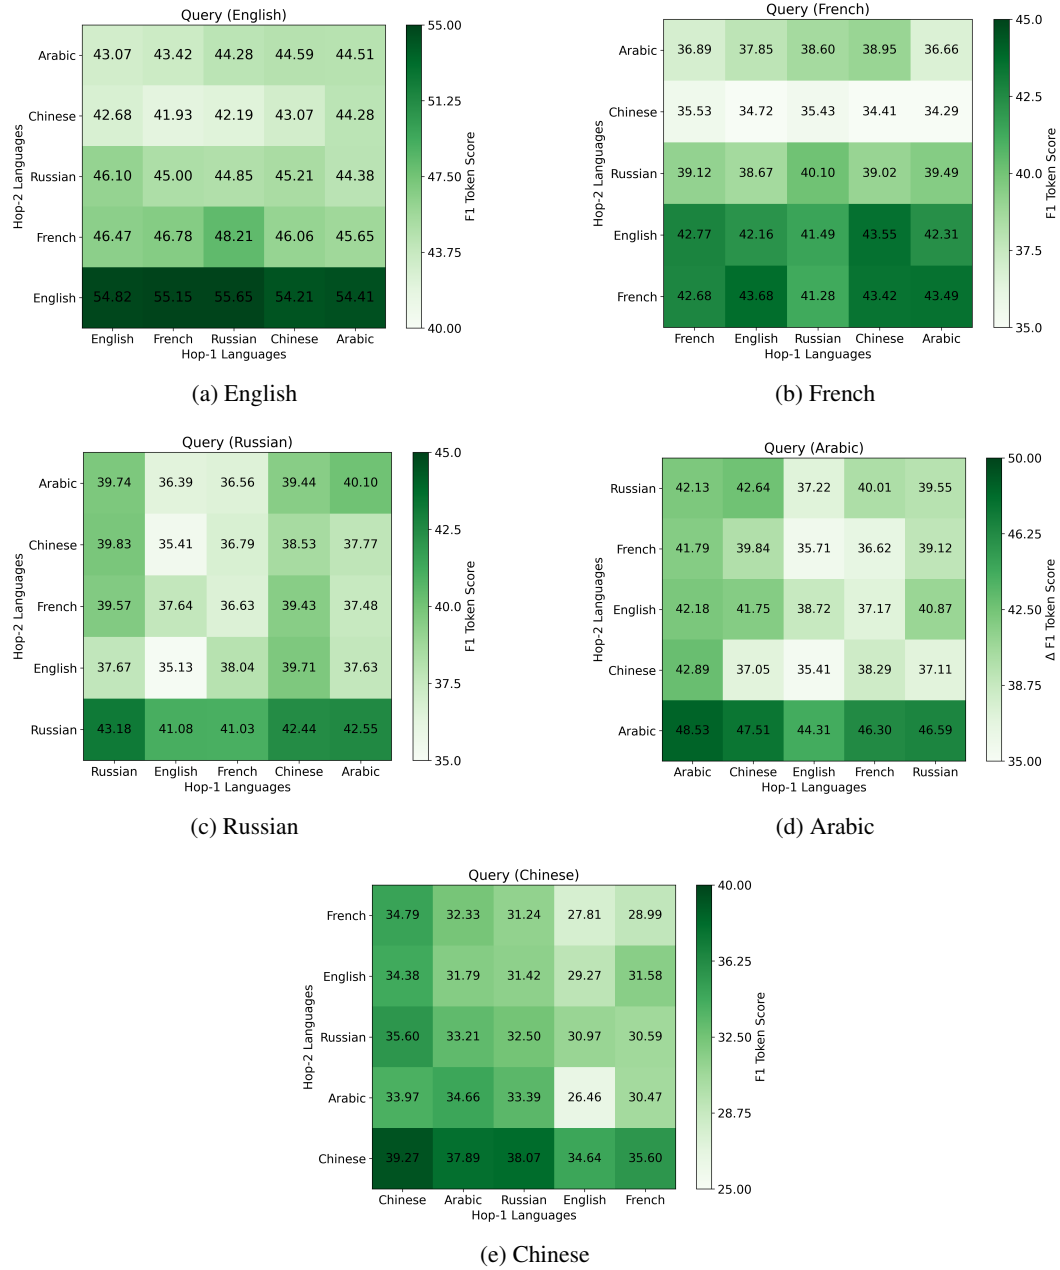 Query (English)
Hop-2 Languages
Arabic 43.07 43.42 44.28 44.59 44.51
Chinese 42.68 41.93 42.19 43.07 44.28
Russian 46.10 45.00 44.85 45.21 44.38
French 46.47 46.78 48.21 46.06 45.65
English 54.82 55.15 55.65 54.21 54.41
English French Russian Chinese Arabic
Hop-1 Languages
55.00
51.25
47.50
43.75
40.00
F1 Token Score
(a) English
Query (French)
Hop-2 Languages
Arabic 36.89 37.85 38.60 38.95 36.66
Chinese 35.53 34.72 35.43 34.41 34.29
Russian 39.12 38.67 40.10 39.02 39.49
English 42.77 42.16 41.49 43.55 42.31
French 42.68 43.68 41.28 43.42 43.49
French English Russian Chinese Arabic
Hop-1 Languages
45.0
42.5
40.0
37.5
35.0
F1 Token Score
(b) French
Query (Russian)
Hop-2 Languages
Arabic 39.74 36.39 36.56 39.44 40.10
Chinese 39.83 35.41 36.79 38.53 37.77
French 39.57 37.64 36.63 39.43 37.48
English 37.67 35.13 38.04 39.71 37.63
Russian 43.18 41.08 41.03 42.44 42.55
Russian English French Chinese Arabic
Hop-1 Languages
45.0
42.5
40.0
37.5
35.0
F1 Token Score
(c) Russian
Query (Arabic)
Hop-2 Languages
Russian 42.13 42.64 37.22 40.01 39.55
French 41.79 39.84 35.71 36.62 39.12
English 42.18 41.75 38.72 37.17 40.87
Chinese 42.89 37.05 35.41 38.29 37.11
Arabic 48.53 47.51 44.31 46.30 46.59
Arabic Chinese English French Russian
Hop-1 Languages
50.00
46.25
42.50
38.75
35.00
Δ F1 Token Score
(d) Arabic
Query (Chinese)
Hop-2 Languages
French 34.79 32.33 31.24 27.81 28.99
English 34.38 31.79 31.42 29.27 31.58
Russian 35.60 33.21 32.50 30.97 30.59
Arabic 33.97 34.66 33.39 26.46 30.47
Chinese 39.27 37.89 38.07 34.64 35.60
Chinese Arabic Russian English French
Hop-1 Languages
40.00
36.25
32.50
28.75
25.00
F1 Token Score
(e) Chinese